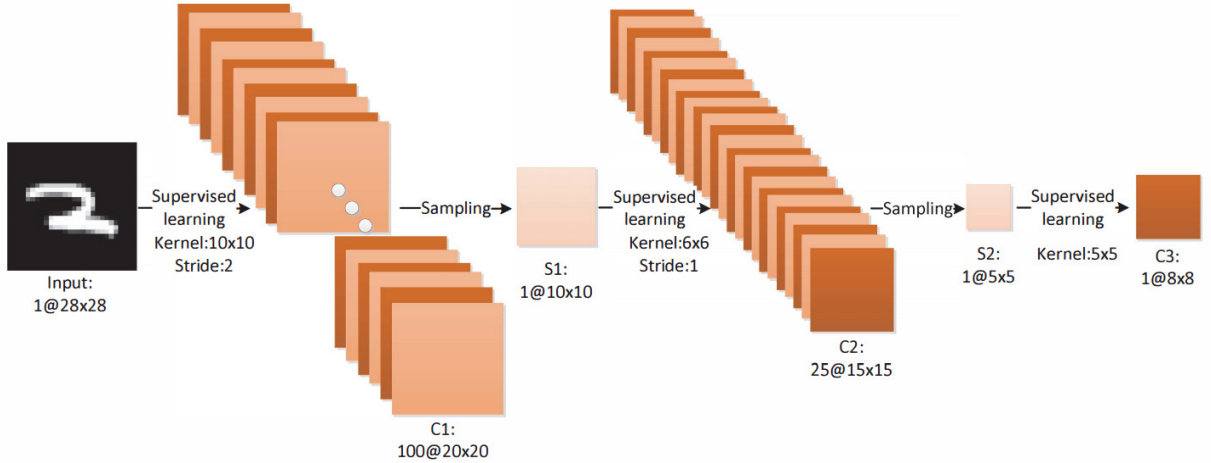 Input:
1@28x28
Supervised
learning
Kernel:10x10
Stride:2
C1:
100@20x20
Sampling
S1:
1@10x10
Supervised
learning
Kernel:6x6
Stride:1
C2:
25@15x15
Sampling
S2:
1@5x5
Supervised
learning
Kernel:5x5
C3:
1@8x8